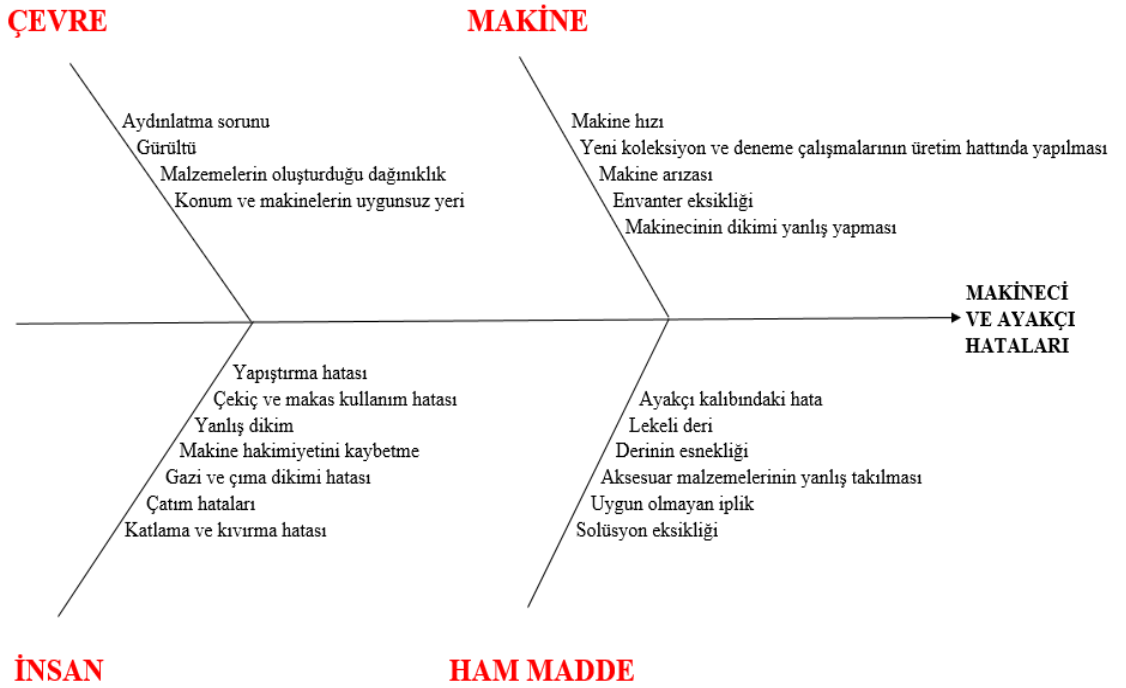 ÇEVRE
MAKİNE
Aydınlatma sorunu
Gürültü
Malzemelerin oluşturduğu dağınıklık
Konum ve makinelerin uygunsuz yeri
Makine hızı
Yeni koleksiyon ve deneme çalışmalarının üretim hattında yapılması
Makine arızası
Envanter eksikliği
Makinecinin dikimi yanlış yapması
MAKİNECİ
VE AYAKÇI
HATALARI
Yapıştırma hatası
Çekiç ve makas kullanım hatası
Yanlış dikim
Makine hakimiyetini kaybetme
Gazi ve çıma dikimi hatası
Çatım hataları
Katlama ve kıvırma hatası
Ayakçı kalıbındaki hata
Lekeli deri
Derinin esnekliği
Aksesuar malzemelerinin yanlış takılması
Uygun olmayan iplik
Solüsyon eksikliği
İNSAN
HAM MADDE